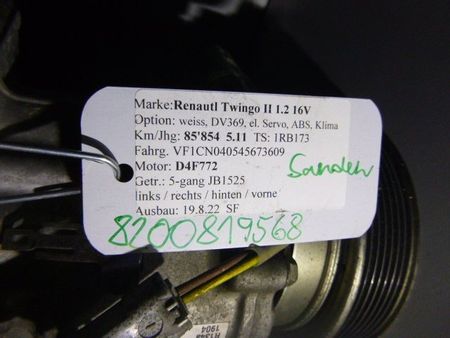 Marke:Renautl Twingo II 1.2 16V
Option: weiss, DV369, el. Servo, ABS, Klima
Km/Jhg: 85'854 5.11 TS: 1RB173
Fahrg. VF1CN040545673609
Motor: D4F772
Sanden
Getr.: 5-gang JB1525
links / rechts / hinten / vorne
Ausbau: 19.8.22 SF
8200819568
R134a
1904